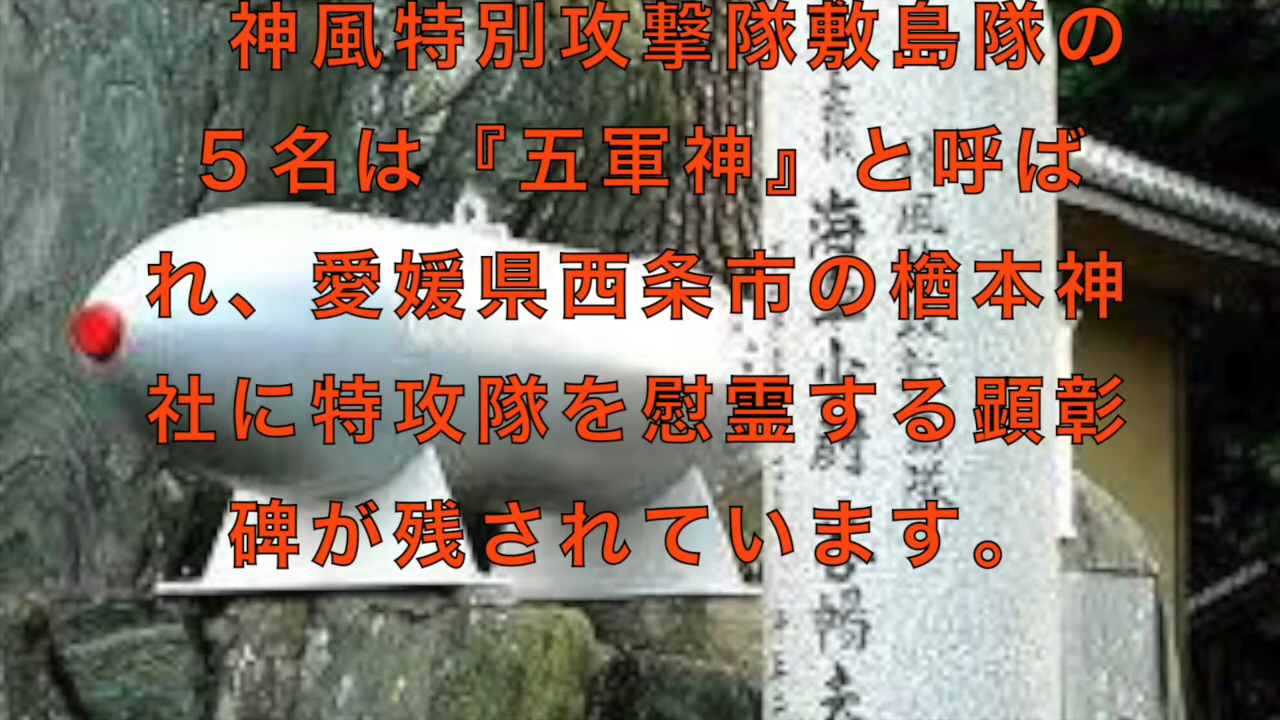 神風特別攻撃隊敷島隊の
５名は『五軍神』と呼ば
れ、愛媛県西条市の楢本神
社に特攻隊を慰霊する顕彰
碑が残されています。